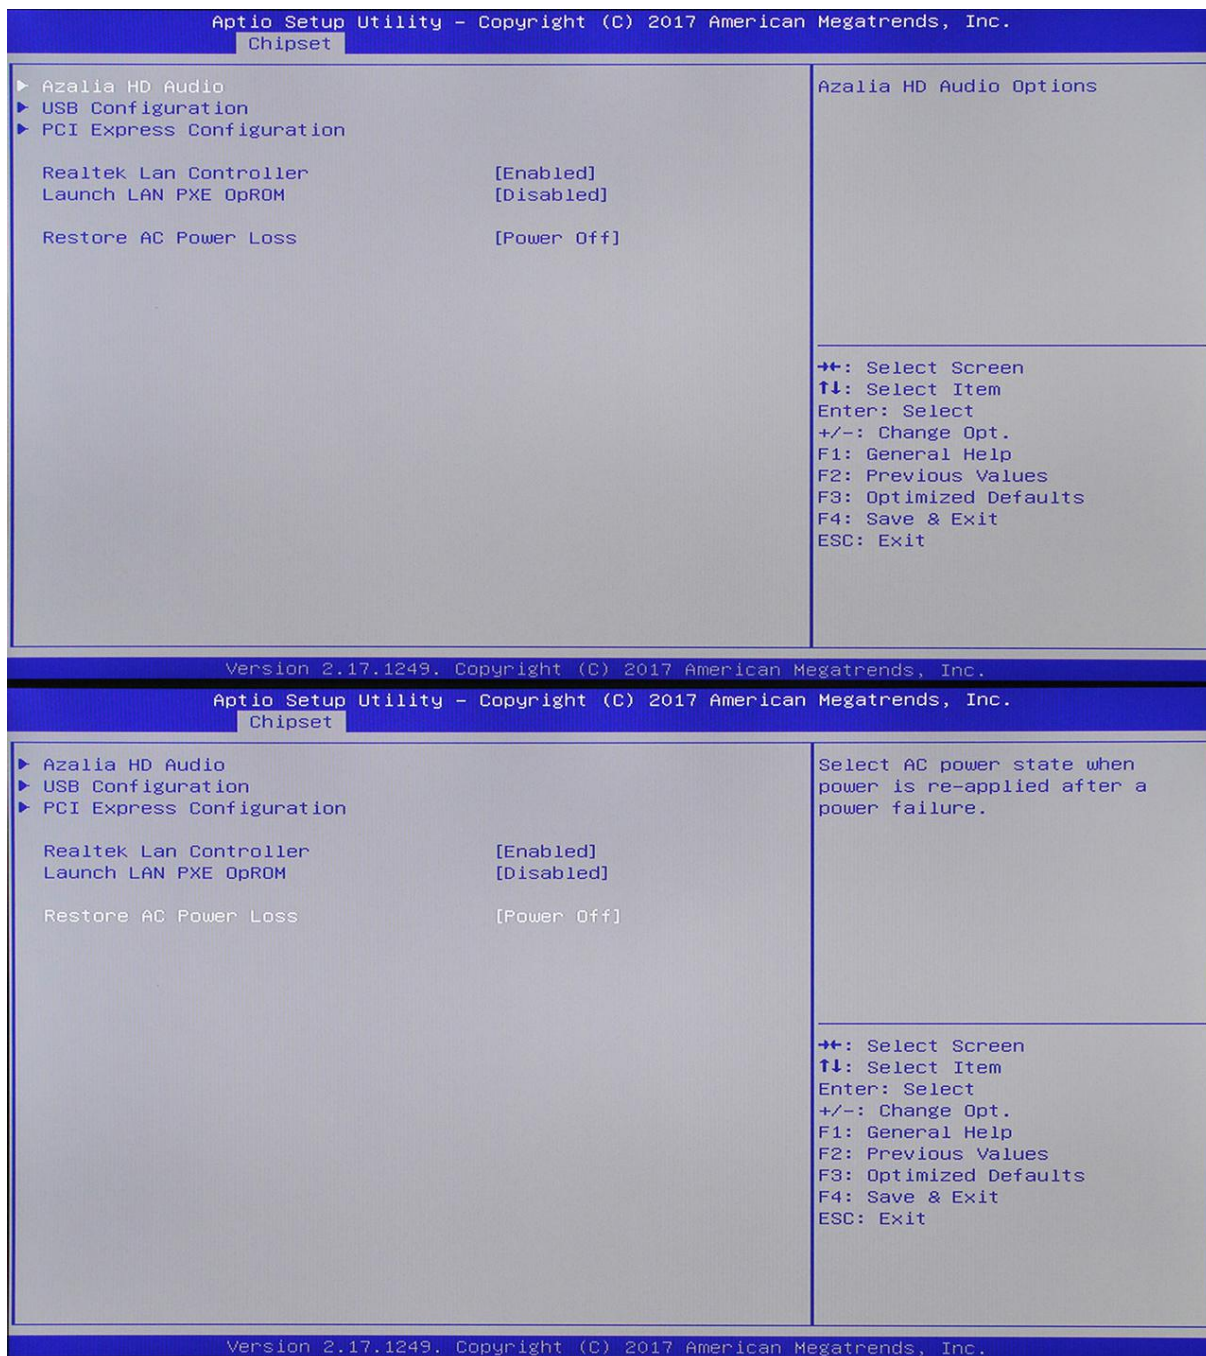 Aptio Setup Utility – Copyright (C) 2017 American Megatrends, Inc.
Chipset
▶ Azalia HD Audio
▶ USB Configuration
▶ PCI Express Configuration
Realtek Lan Controller [Enabled]
Launch LAN PXE OpROM [Disabled]
Restore AC Power Loss [Power Off]
Azalia HD Audio Options
→←: Select Screen
↑↓: Select Item
Enter: Select
+/-: Change Opt.
F1: General Help
F2: Previous Values
F3: Optimized Defaults
F4: Save & Exit
ESC: Exit
Version 2.17.1249. Copyright (C) 2017 American Megatrends, Inc.
Aptio Setup Utility – Copyright (C) 2017 American Megatrends, Inc.
Chipset
▶ Azalia HD Audio
▶ USB Configuration
▶ PCI Express Configuration
Realtek Lan Controller [Enabled]
Launch LAN PXE OpROM [Disabled]
Restore AC Power Loss [Power Off]
Select AC power state when
power is re-applied after a
power failure.
→←: Select Screen
↑↓: Select Item
Enter: Select
+/-: Change Opt.
F1: General Help
F2: Previous Values
F3: Optimized Defaults
F4: Save & Exit
ESC: Exit
Version 2.17.1249. Copyright (C) 2017 American Megatrends, Inc.